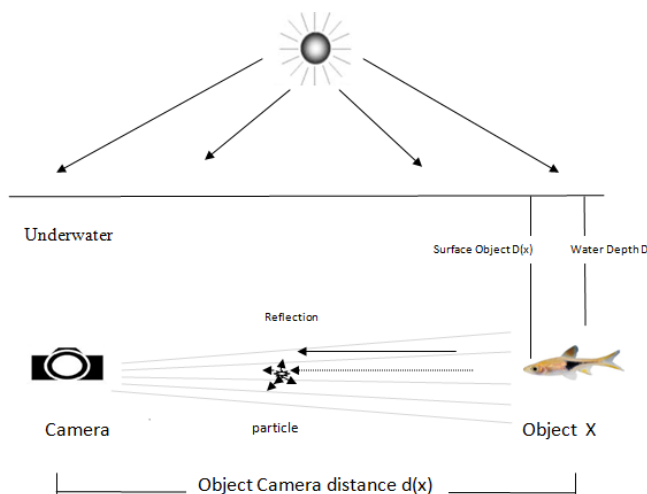 Underwater
Surface Object D(x)
Water Depth D
Reflection
Camera
particle
Object X
Object Camera distance d(x)